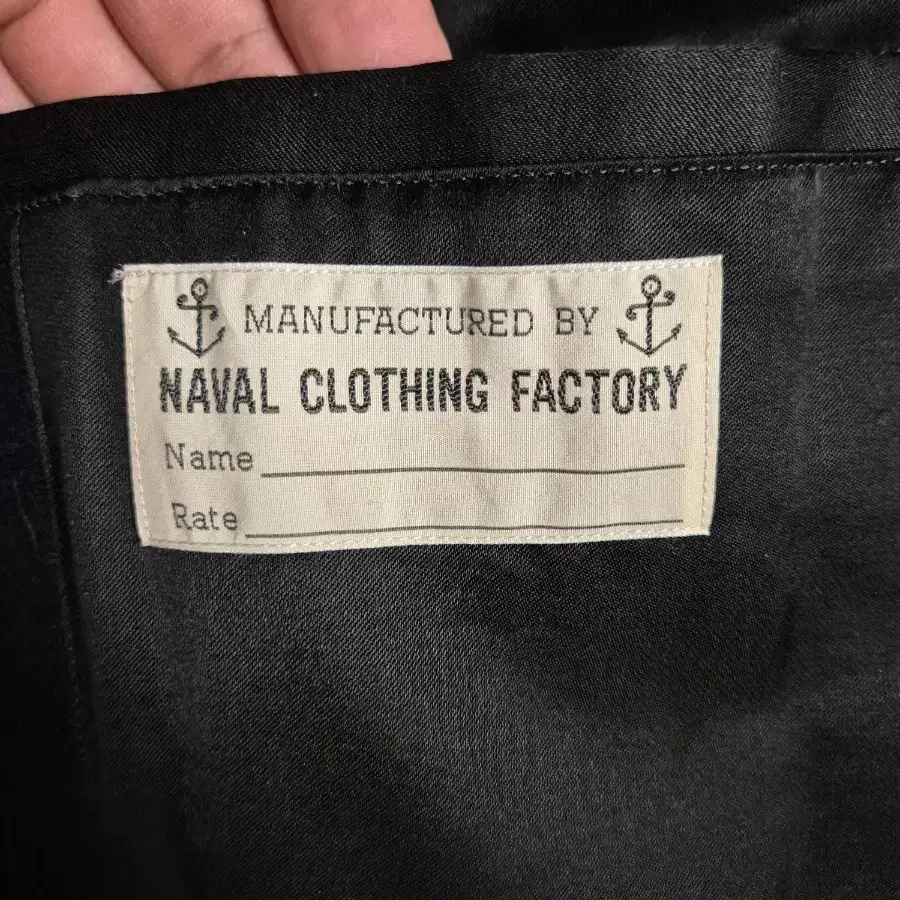 MANUFACTURED BY
NAVAL CLOTHING FACTORY
Name
Rate